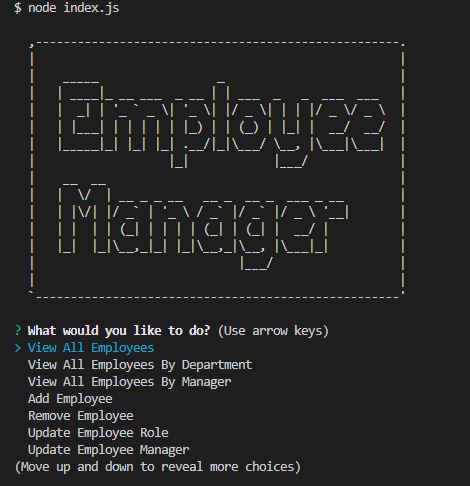 $ node index.js
Employee
Manager
? What would you like to do? (Use arrow keys)
> View All Employees
View All Employees By Department
View All Employees By Manager
Add Employee
Remove Employee
Update Employee Role
Update Employee Manager
(Move up and down to reveal more choices)